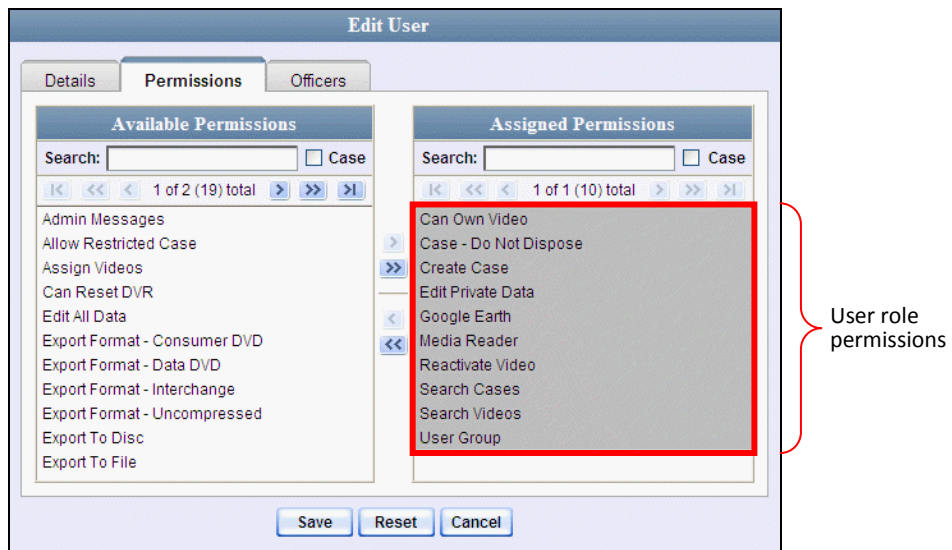 Edit User
Details
Permissions
Officers
Available Permissions
Search:
Case
1 of 2 (19) total
Admin Messages
Allow Restricted Case
Assign Videos
Can Reset DVR
Edit All Data
Export Format - Consumer DVD
Export Format - Data DVD
Export Format - Interchange
Export Format - Uncompressed
Export To Disc
Export To File
Assigned Permissions
Search:
Case
1 of 1 (10) total
Can Own Video
Case - Do Not Dispose
Create Case
Edit Private Data
Google Earth
Media Reader
Reactivate Video
Search Cases
Search Videos
User Group
User role
permissions
Save
Reset
Cancel